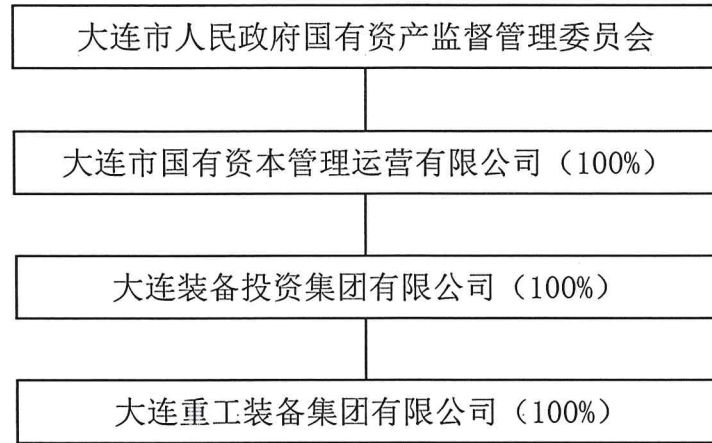 大连市人民政府国有资产监督管理委员会
大连市国有资本管理运营有限公司（100%）
大连装备投资集团有限公司（100%）
大连重工装备集团有限公司（100%）